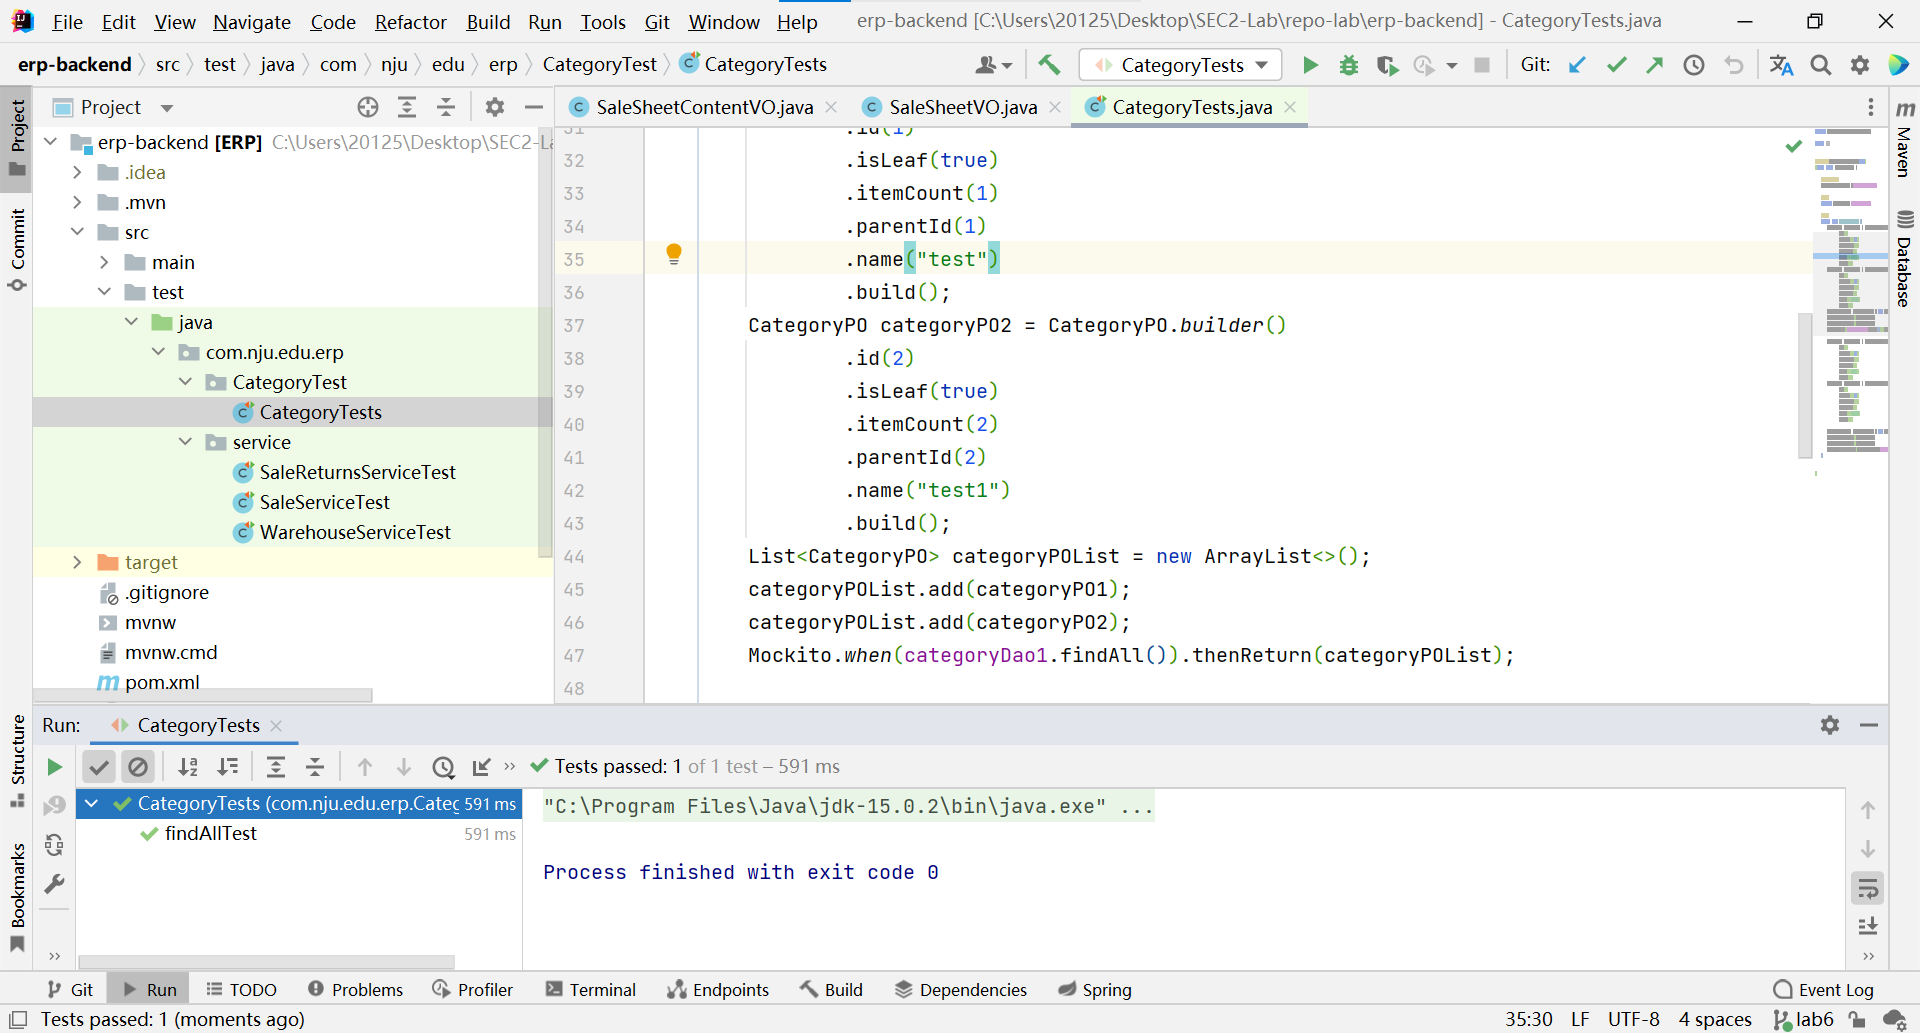 File Edit View Navigate Code Refactor Build Run Tools Git Window Help erp-backend [C:\Users\20125\Desktop\SEC2-Lab\repo-lab\erp-backend] - CategoryTests.java
erp-backend src test java com nju edu erp CategoryTest CategoryTests CategoryTests Git:
Project
SaleSheetContentVO.java SaleSheetVO.java CategoryTests.java
Project
Commit
Structure
Bookmarks
Maven
Database
erp-backend [ERP] C:\Users\20125\Desktop\SEC2-La
.idea
.mvn
src
main
test
java
com.nju.edu.erp
CategoryTest
CategoryTests
service
SaleReturnsServiceTest
SaleServiceTest
WarehouseServiceTest
target
.gitignore
mvnw
mvnw.cmd
pom.xml
31 .id(1)
32 .isLeaf(true)
33 .itemCount(1)
34 .parentId(1)
35 .name("test")
36 .build();
37 CategoryPO categoryPO2 = CategoryPO.builder()
38 .id(2)
39 .isLeaf(true)
40 .itemCount(2)
41 .parentId(2)
42 .name("test1")
43 .build();
44 List<CategoryPO> categoryPOList = new ArrayList<>();
45 categoryPOList.add(categoryPO1);
46 categoryPOList.add(categoryPO2);
47 Mockito.when(categoryDao1.findAll()).thenReturn(categoryPOList);
48
Run: CategoryTests
Tests passed: 1 of 1 test – 591 ms
CategoryTests (com.nju.edu.erp.Categ 591 ms
findAllTest 591 ms
"C:\Program Files\Java\jdk-15.0.2\bin\java.exe" ...
Process finished with exit code 0
Git Run TODO Problems Profiler Terminal Endpoints Build Dependencies Spring Event Log
Tests passed: 1 (moments ago) 35:30 LF UTF-8 4 spaces lab6